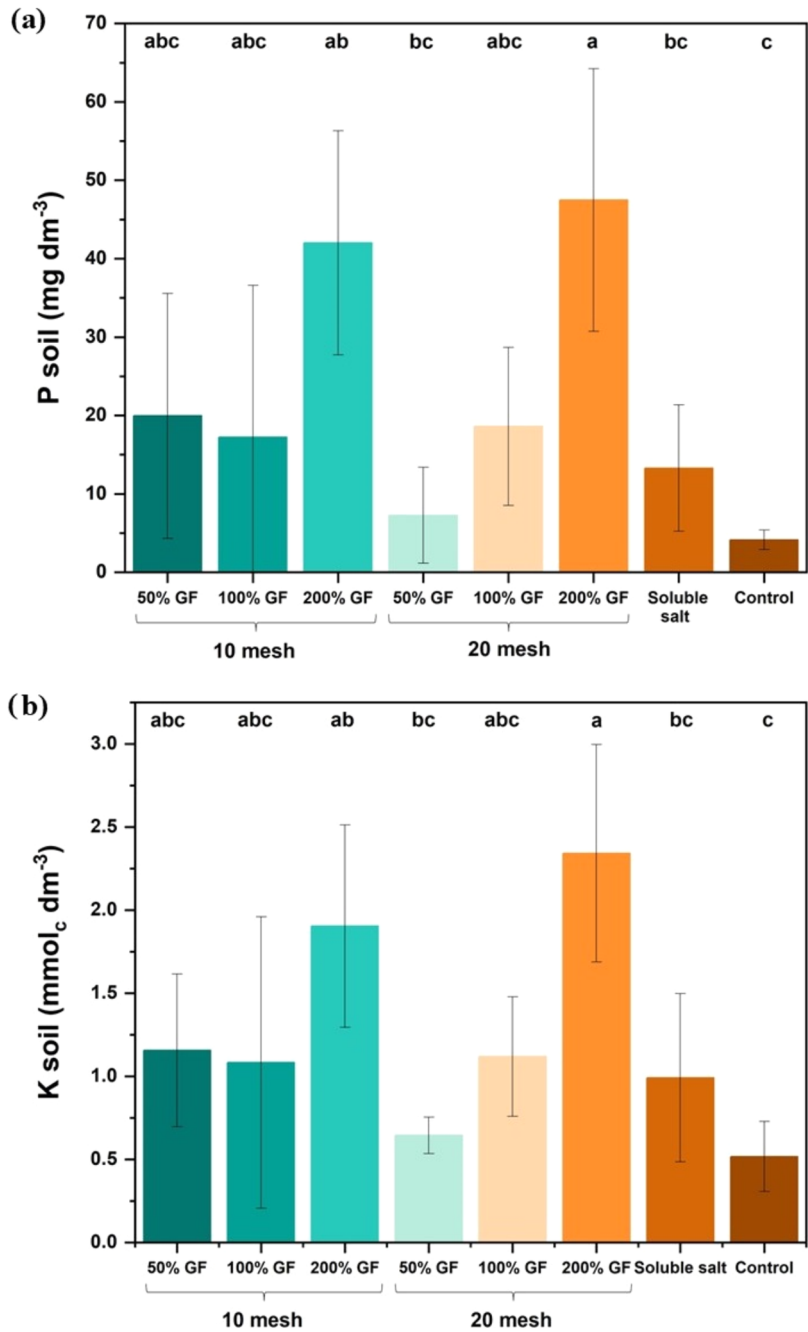 (a)
P soil (mg dm⁻³)
70
60
50
40
30
20
10
0
abc abc ab bc abc a bc c
50% GF 100% GF 200% GF 50% GF 100% GF 200% GF Soluble salt Control
10 mesh 20 mesh
(b)
K soil (mmol_c dm⁻³)
3.0
2.5
2.0
1.5
1.0
0.5
0.0
abc abc ab bc abc a bc c
50% GF 100% GF 200% GF 50% GF 100% GF 200% GF Soluble salt Control
10 mesh 20 mesh